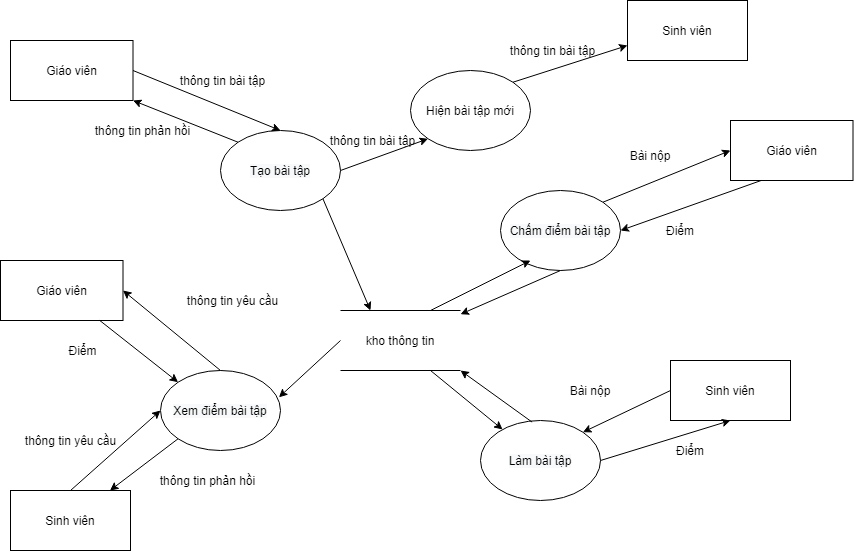 Sinh viên
thông tin bài tập
Giáo viên
thông tin bài tập
Hiện bài tập mới
thông tin phản hồi
thông tin bài tập
Tạo bài tập
Bài nộp
Giáo viên
Chấm điểm bài tập
Điểm
Giáo viên
thông tin yêu cầu
kho thông tin
Điểm
Xem điểm bài tập
thông tin yêu cầu
thông tin phản hồi
Sinh viên
Bài nộp
Sinh viên
Điểm
Làm bài tập